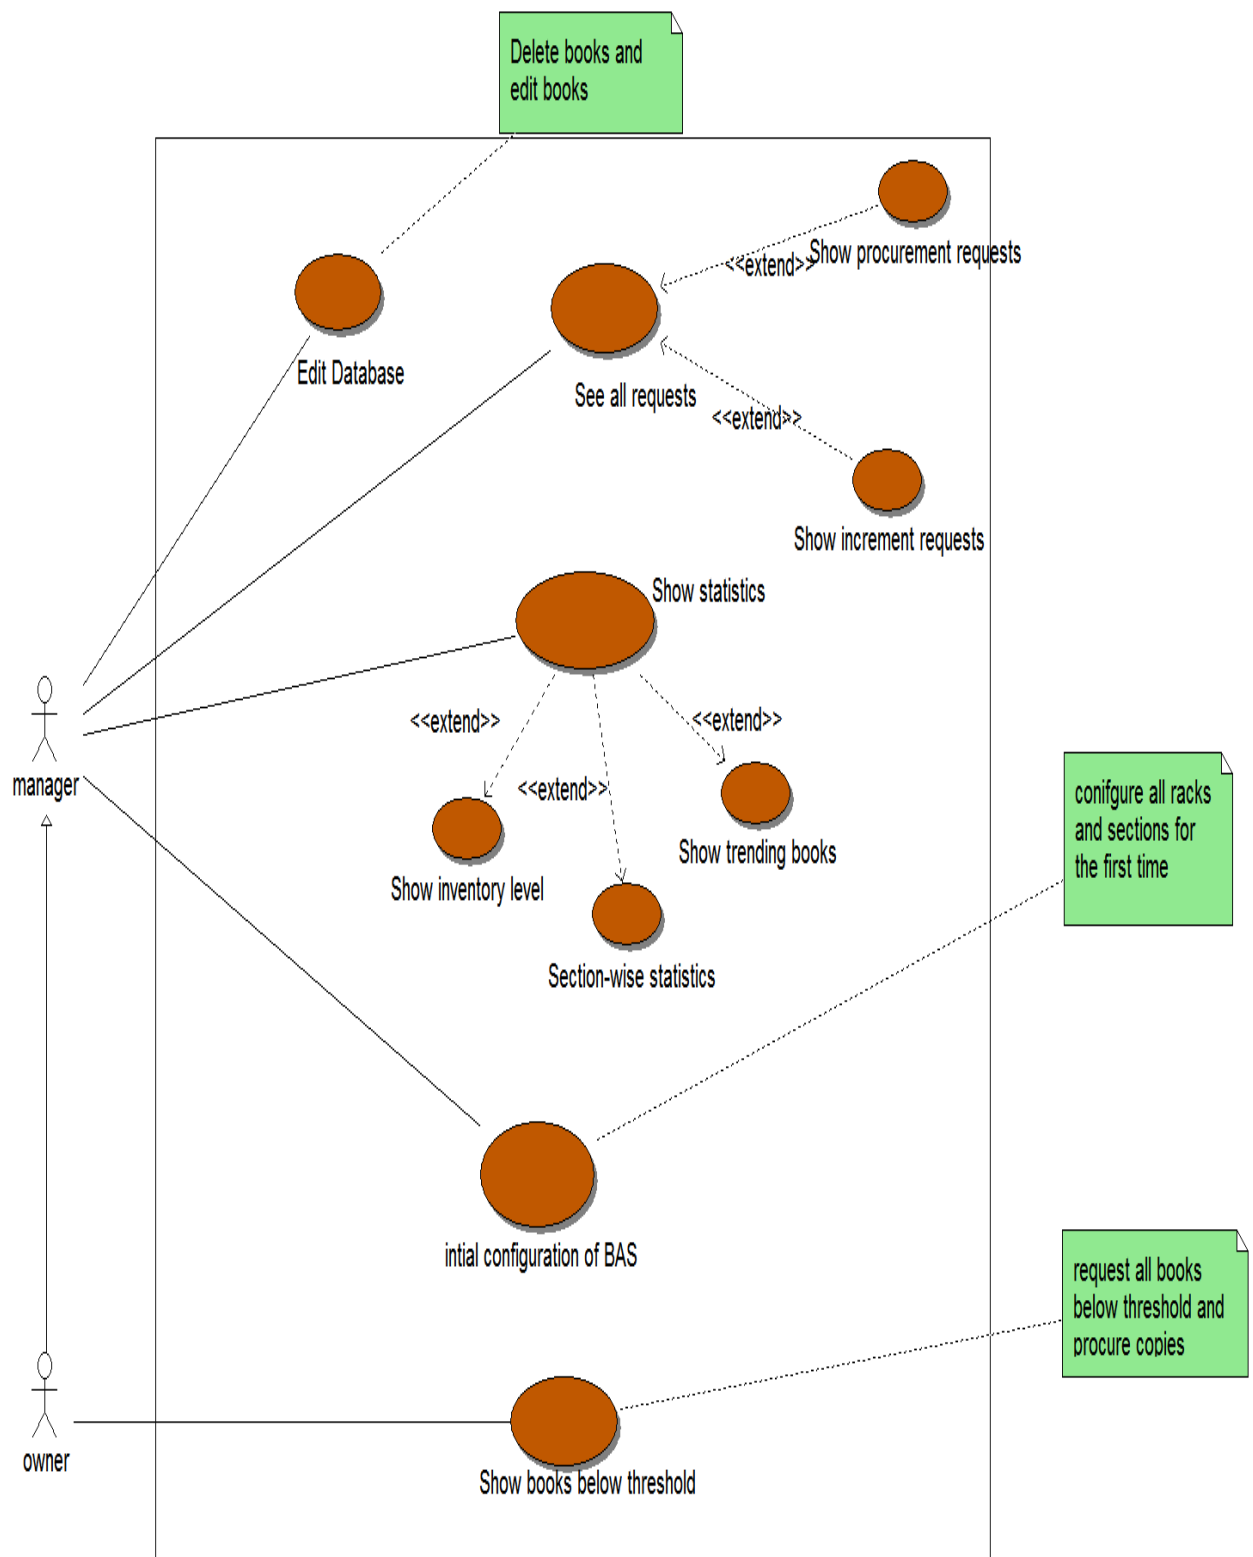 Delete books and
edit books
Show procurement requests
<<extend>>
Edit Database
See all requests
<<extend>>
Show increment requests
Show statistics
<<extend>>
<<extend>>
<<extend>>
manager
conifgure all racks
and sections for
the first time
Show trending books
Show inventory level
Section-wise statistics
intial configuration of BAS
request all books
below threshold and
procure copies
owner
Show books below threshold